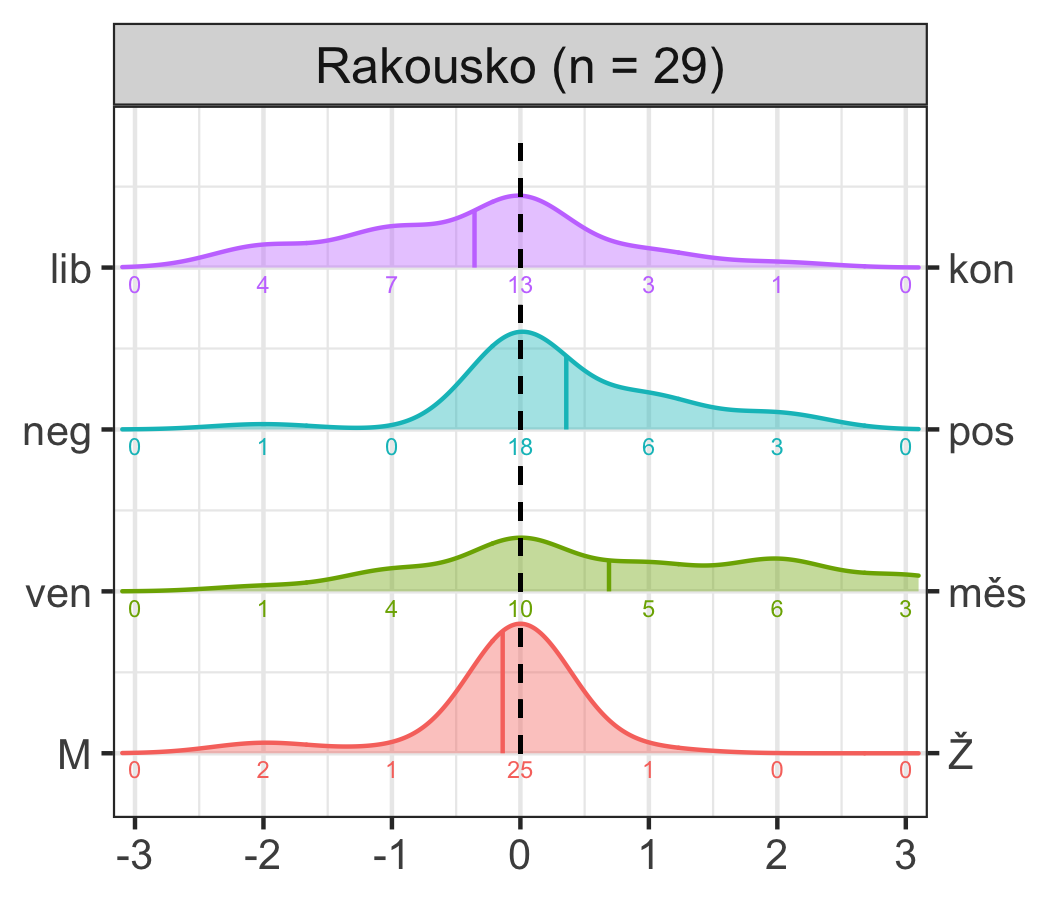 Rakousko (n = 29)
lib kon
0 4 7 13 3 1 0
neg pos
0 1 0 18 6 3 0
ven měs
0 1 4 10 5 6 3
M Ž
0 2 1 25 1 0 0
-3 -2 -1 0 1 2 3